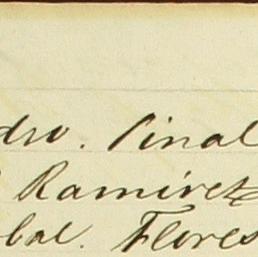 dro. Pinal
Ramirez
bal. Flores